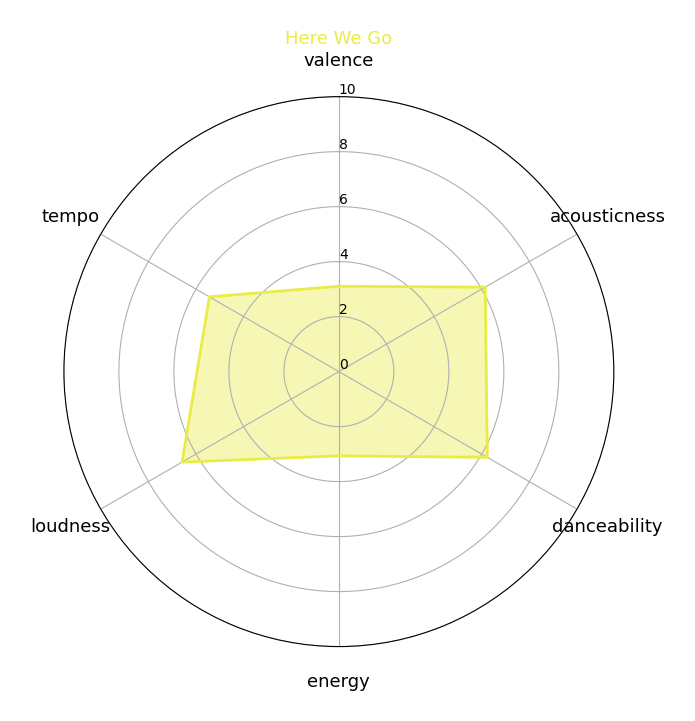 Here We Go
valence
10
8
6
4
2
0
tempo
acousticness
loudness
danceability
energy